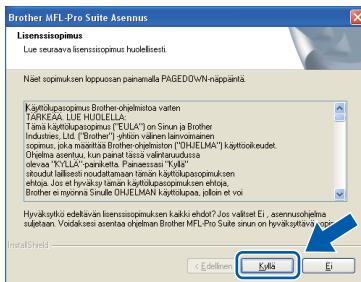 Brother MFL-Pro Suite Asennus
Lisenssisopimus
Lue seuraava lisenssisopimus huolellisesti.
Näet sopimuksen loppuosan painamalla PAGEDOWN-näppäintä.
Käyttölupasopimus Brother-ohjelmistoa varten
TÄRKEÄÄ. LUE HUOLELLA:
Tämä käyttölupasopimus ("EULA") on Sinun ja Brother
Industries, Ltd. ("Brother") -yhtiön välinen lainvoimainen
sopimus, joka määrittää Brother-ohjelmiston ("OHJELMA") käyttöoikeudet.
Ohjelma asentuu, kun painat tässä valintaruudussa
olevaa "KYLLÄ"-painiketta. Painaessasi "Kyllä"
sitoudut laillisesti noudattamaan tämän käyttölupasopimuksen
ehtoja. Jos et hyväksy tämän käyttölupasopimuksen ehtoja,
Brother ei myönnä Sinulle OHJELMAN käyttölupaa, jolloin et voi
Hyväksytkö edeltävän lisenssisopimuksen kaikki ehdot? Jos valitset Ei , asennusohjelma
suljetaan. Voidaksesi asentaa ohjelman Brother MFL-Pro Suite sinun on hyväksyttävä
InstallShield
< Edellinen
Kyllä
Ei